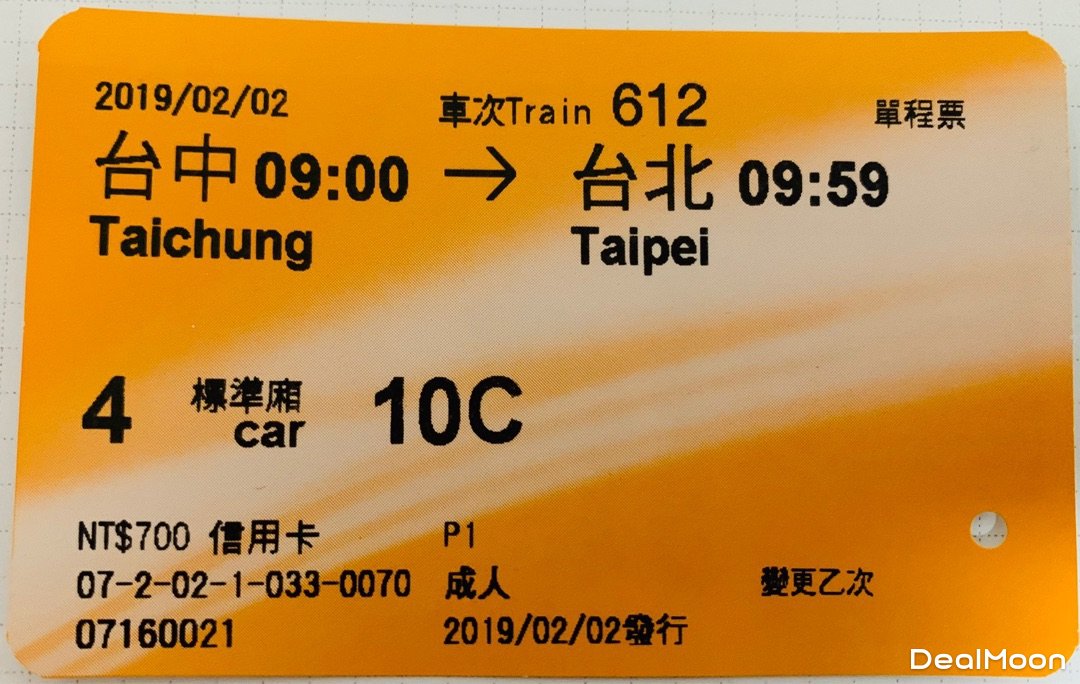 2019/02/02 車次Train 612 單程票
台中 09:00 → 台北 09:59
Taichung Taipei
4 標準廂 car 10C
NT$700 信用卡 P1
07-2-02-1-033-0070 成人 變更乙次
07160021 2019/02/02發行
DealMoon